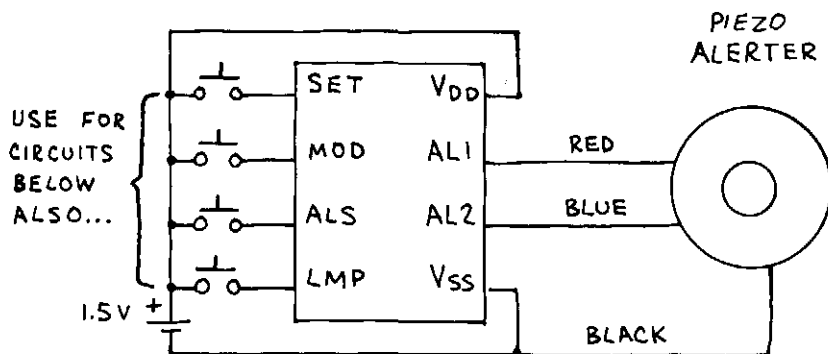 PIEZO
ALERTER
USE FOR
CIRCUITS
BELOW
ALSO...
SET
MOD
ALS
LMP
VDD
AL1
AL2
VSS
RED
BLUE
BLACK
1.5V +